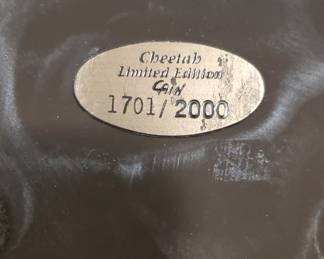 Cheetah
Limited Edition
CAIN
1701/2000